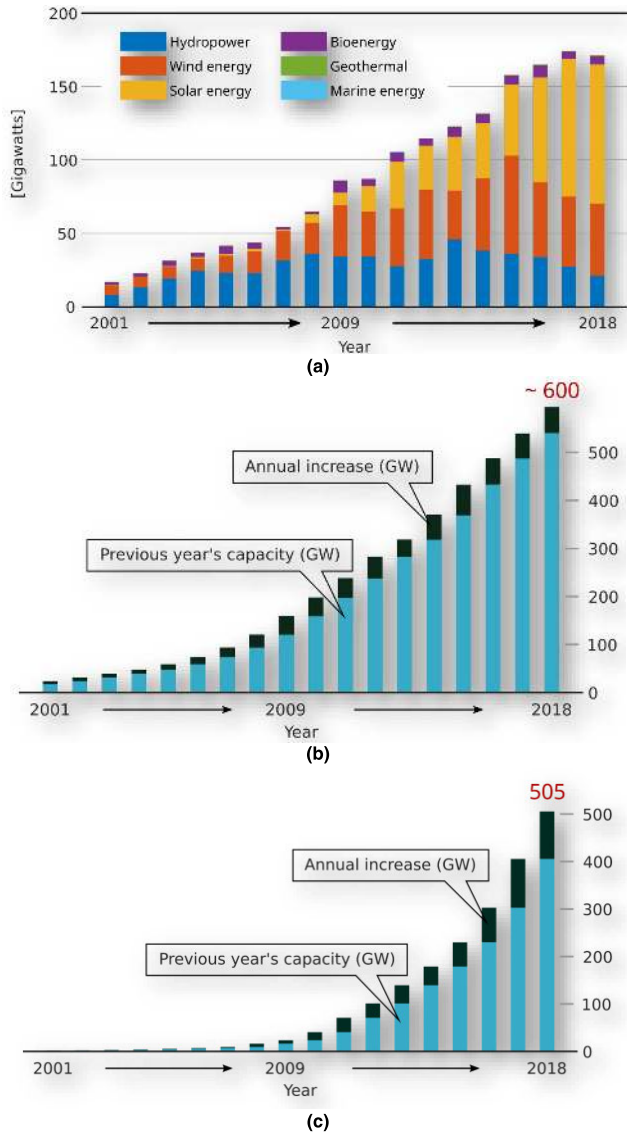 200
Hydropower
Bioenergy
Wind energy
Geothermal
Solar energy
Marine energy
150
[Gigawatts]
100
50
0
2001
2009
2018
Year
(a)
~ 600
500
Annual increase (GW)
400
300
Previous year's capacity (GW)
200
100
0
2001
2009
2018
Year
(b)
505
500
Annual increase (GW)
400
300
Previous year's capacity (GW)
200
100
0
2001
2009
2018
Year
(c)